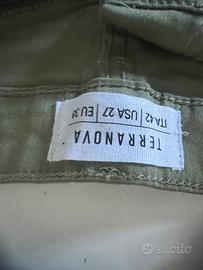 TERRANOVA
ITA 42 | USA 27 | EU 38
subito